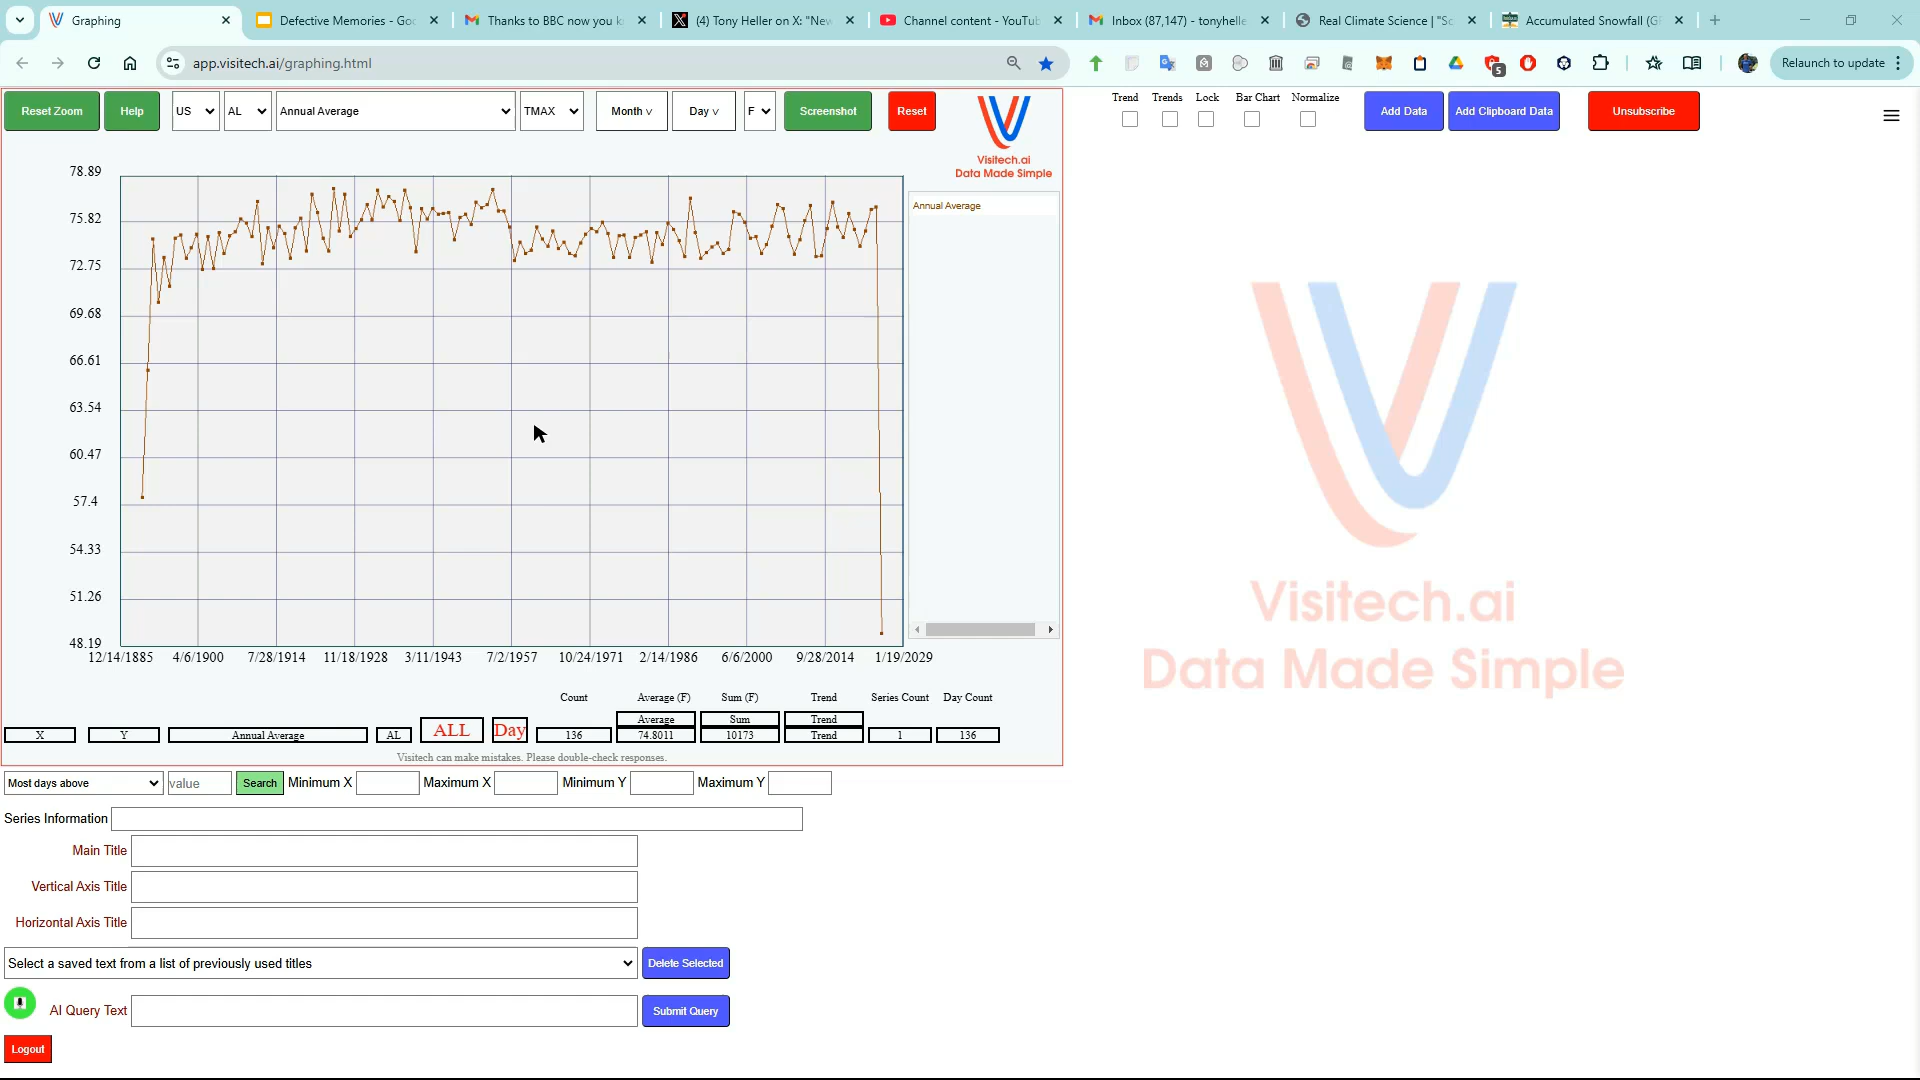 Graphing
Defective Memories - Goo
Thanks to BBC now you k
(4) Tony Heller on X: "New
Channel content - YouTub
Inbox (87,147) - tonyhelle
Real Climate Science | "Sc
Accumulated Snowfall (GF
app.visitech.ai/graphing.html
5
Relaunch to update
Reset Zoom
Help
US
AL
Annual Average
TMAX
Month v
Day v
F
Screenshot
Reset
Trend
Trends
Lock
Bar Chart
Normalize
Add Data
Add Clipboard Data
Unsubscribe
Visitech.ai
Data Made Simple
78.89
75.82
72.75
69.68
66.61
63.54
60.47
57.4
54.33
51.26
48.19
12/14/1885
4/6/1900
7/28/1914
11/18/1928
3/11/1943
7/2/1957
10/24/1971
2/14/1986
6/6/2000
9/28/2014
1/19/2029
Annual Average
Visitech.ai
Data Made Simple
Count
Average (F)
Sum (F)
Trend
Series Count
Day Count
Average
Sum
Trend
X
Y
Annual Average
AL
ALL
Day
136
74.8011
10173
Trend
1
136
Visitech can make mistakes. Please double-check responses.
Most days above
value
Search
Minimum X
Maximum X
Minimum Y
Maximum Y
Series Information
Main Title
Vertical Axis Title
Horizontal Axis Title
Select a saved text from a list of previously used titles
Delete Selected
AI Query Text
Submit Query
Logout